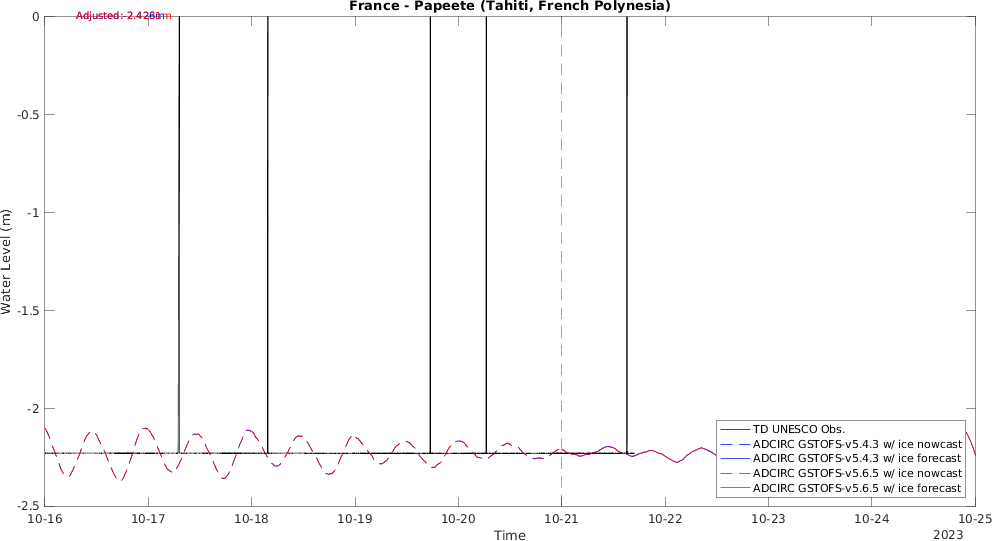 France - Papeete (Tahiti, French Polynesia)
Adjusted: -2.42
0
-0.5
-1
-1.5
-2
-2.5
Water Level (m)
10-16
10-17
10-18
10-19
10-20
10-21
10-22
10-23
10-24
10-25
Time
2023
TD UNESCO Obs.
ADCIRC GSTOFS-v5.4.3 w/ ice nowcast
ADCIRC GSTOFS-v5.4.3 w/ ice forecast
ADCIRC GSTOFS-v5.6.5 w/ ice nowcast
ADCIRC GSTOFS-v5.6.5 w/ ice forecast